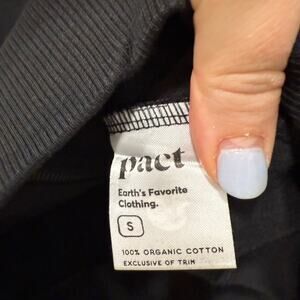 pact
Earth's Favorite
Clothing.
S
100% ORGANIC COTTON
EXCLUSIVE OF TRIM